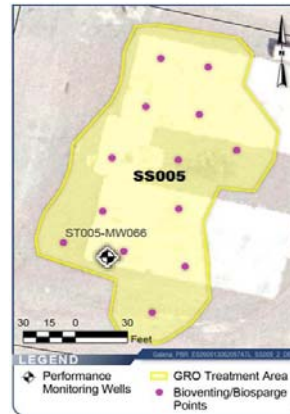 N
SS005
ST005-MW066
30 15 0 30
Feet
LEGEND
Performance
Monitoring Wells
GRO Treatment Area
Bioventing/Biosparge
Points